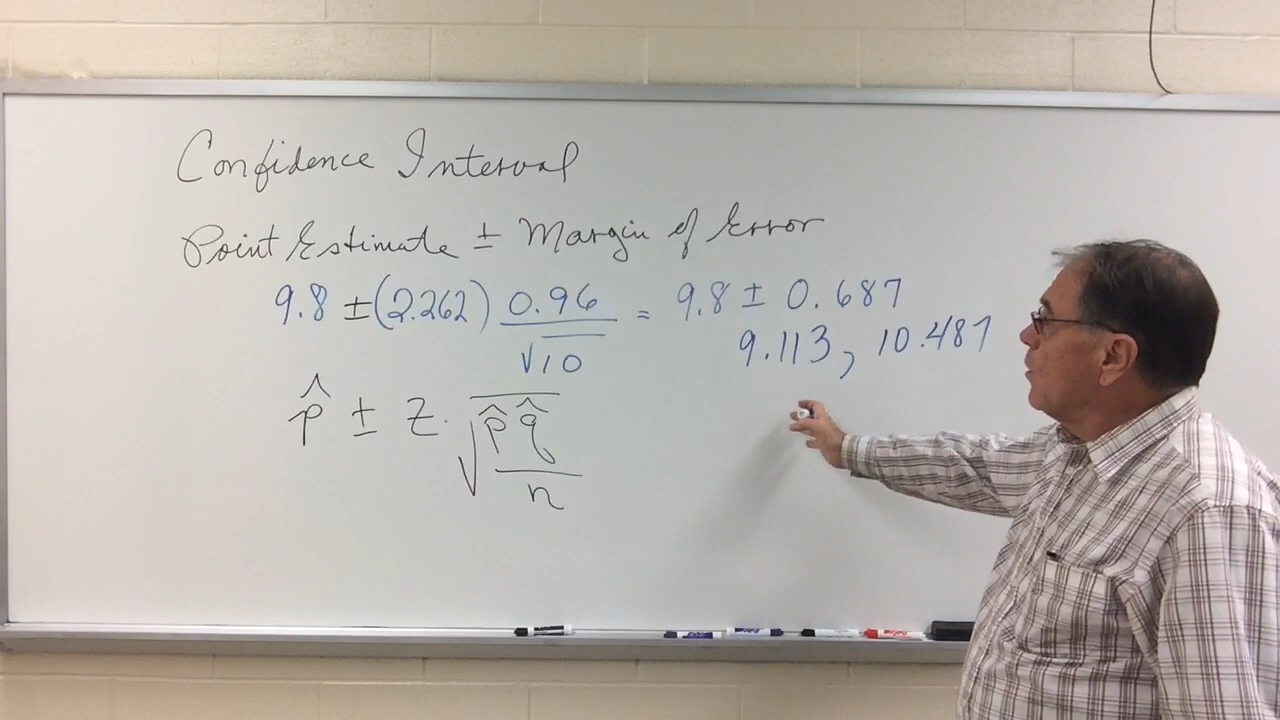 Confidence Interval
Point Estimate ± Margin of Error
9.8 ± (2.262) 0.96 / √10 = 9.8 ± 0.687
9.113, 10.487
p̂ ± z · √(p̂ q̂ / n)